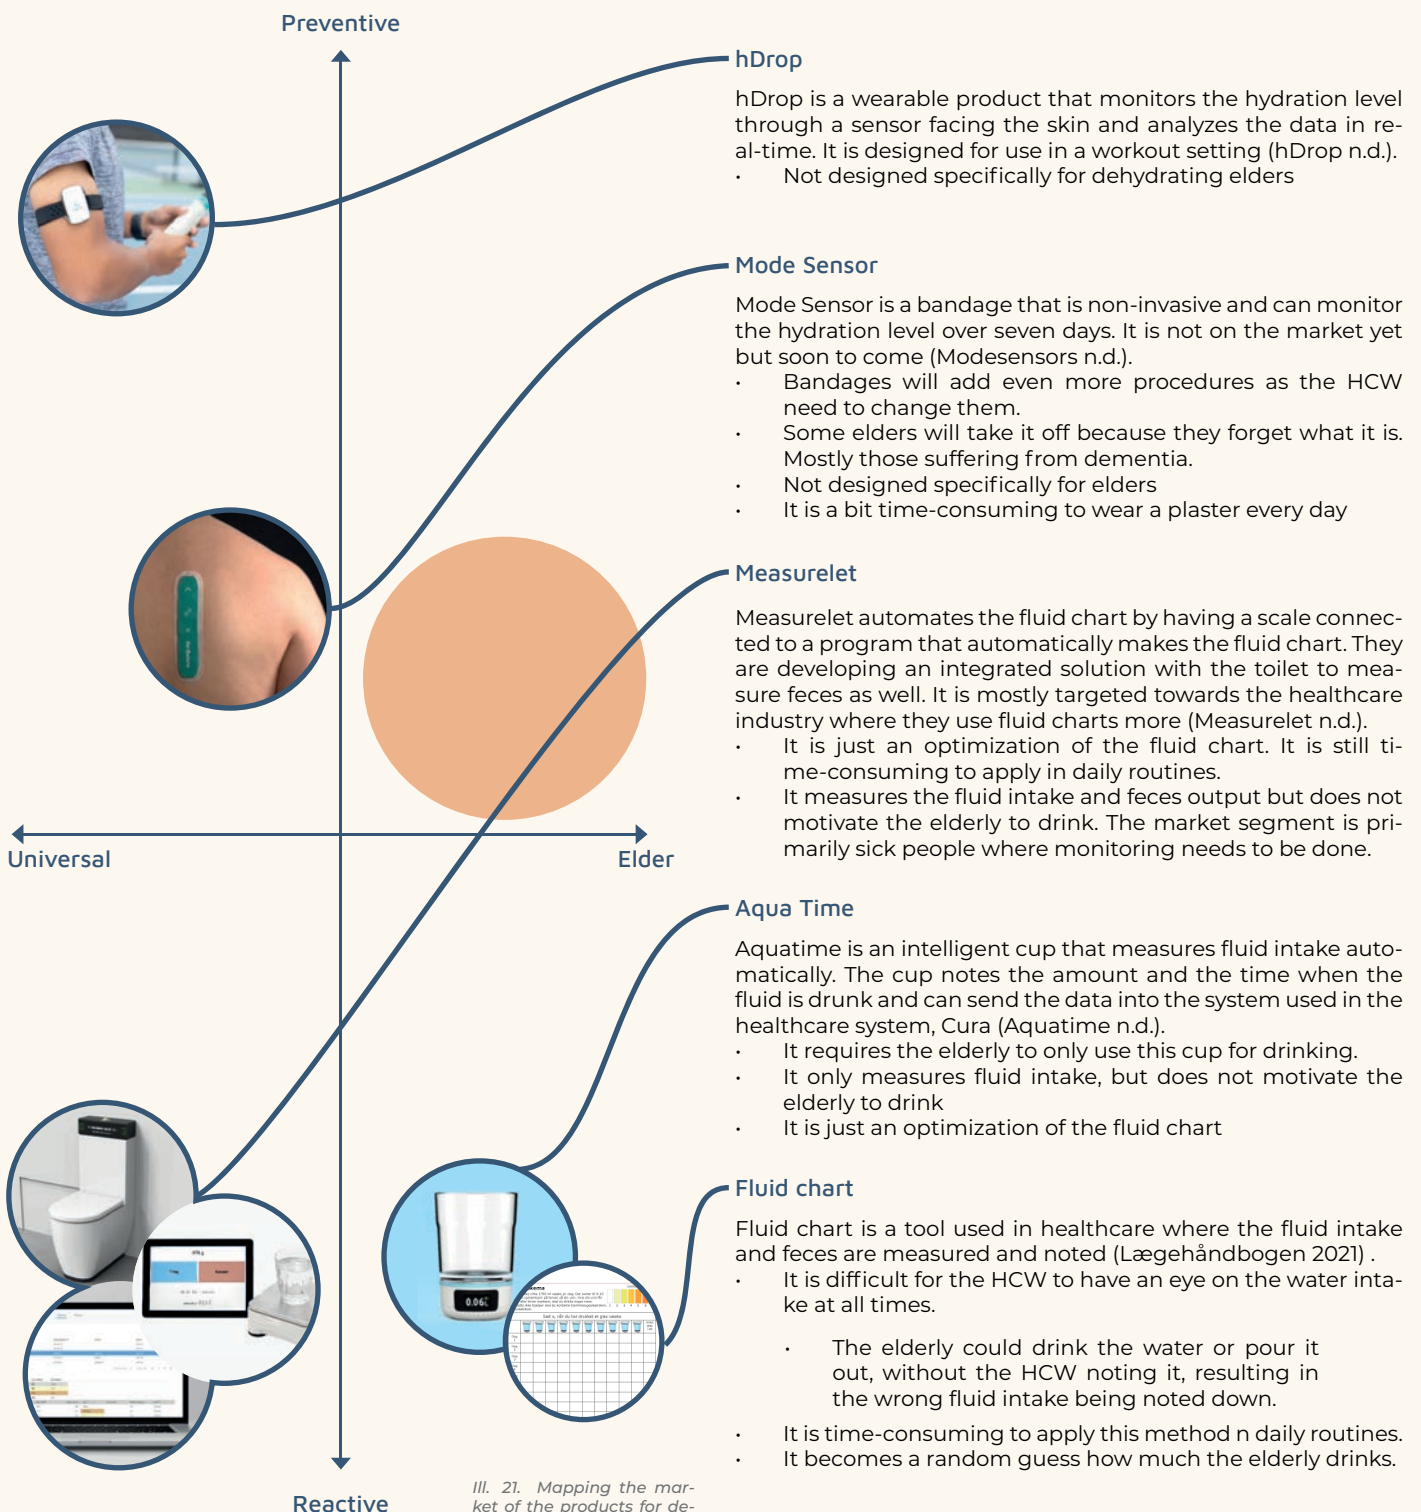 Preventive
hDrop
hDrop is a wearable product that monitors the hydration level
through a sensor facing the skin and analyzes the data in re-
al-time. It is designed for use in a workout setting (hDrop n.d.).
• Not designed specifically for dehydrating elders
Mode Sensor
Mode Sensor is a bandage that is non-invasive and can monitor
the hydration level over seven days. It is not on the market yet
but soon to come (Modesensors n.d.).
• Bandages will add even more procedures as the HCW
need to change them.
• Some elders will take it off because they forget what it is.
Mostly those suffering from dementia.
• Not designed specifically for elders
• It is a bit time-consuming to wear a plaster every day
Measurelet
Measurelet automates the fluid chart by having a scale connec-
ted to a program that automatically makes the fluid chart. They
are developing an integrated solution with the toilet to mea-
sure feces as well. It is mostly targeted towards the healthcare
industry where they use fluid charts more (Measurelet n.d.).
• It is just an optimization of the fluid chart. It is still ti-
me-consuming to apply in daily routines.
• It measures the fluid intake and feces output but does not
motivate the elderly to drink. The market segment is pri-
marily sick people where monitoring needs to be done.
Universal
Elder
Aqua Time
Aquatime is an intelligent cup that measures fluid intake auto-
matically. The cup notes the amount and the time when the
fluid is drunk and can send the data into the system used in the
healthcare system, Cura (Aquatime n.d.).
• It requires the elderly to only use this cup for drinking.
• It only measures fluid intake, but does not motivate the
elderly to drink
• It is just an optimization of the fluid chart
Fluid chart
Fluid chart is a tool used in healthcare where the fluid intake
and feces are measured and noted (Lægehåndbogen 2021) .
• It is difficult for the HCW to have an eye on the water inta-
ke at all times.
• The elderly could drink the water or pour it
out, without the HCW noting it, resulting in
the wrong fluid intake being noted down.
• It is time-consuming to apply this method n daily routines.
• It becomes a random guess how much the elderly drinks.
0.06
Reactive
Ill. 21. Mapping the mar-
ket of the products for de-